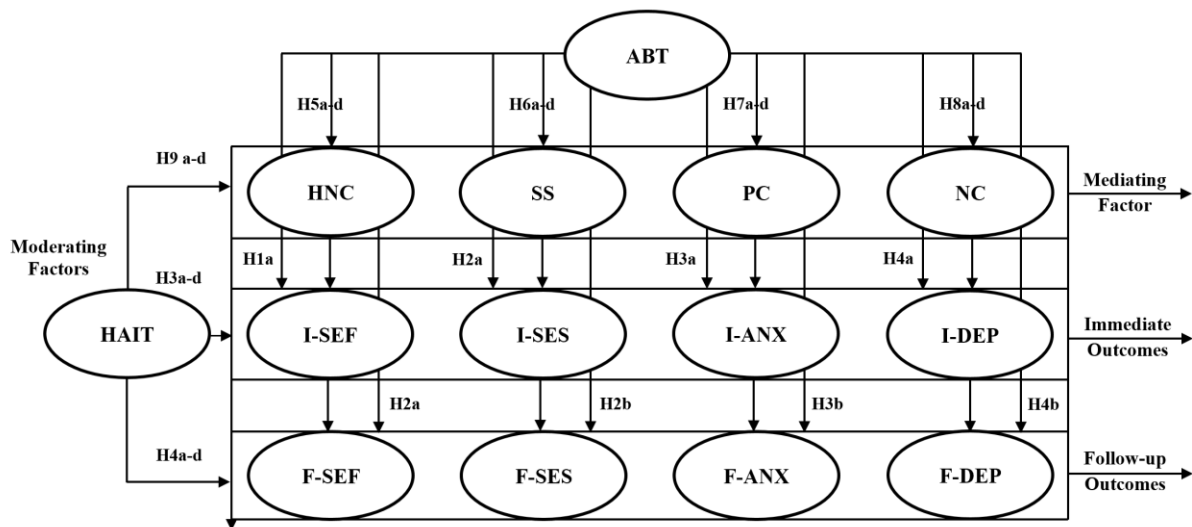 ABT
H5a-d
H6a-d
H7a-d
H8a-d
H9 a-d
HNC
SS
PC
NC
Mediating
Factor
Moderating
Factors
H3a-d
H1a
H2a
H3a
H4a
HAIT
I-SEF
I-SES
I-ANX
I-DEP
Immediate
Outcomes
H2a
H2b
H3b
H4b
H4a-d
F-SEF
F-SES
F-ANX
F-DEP
Follow-up
Outcomes